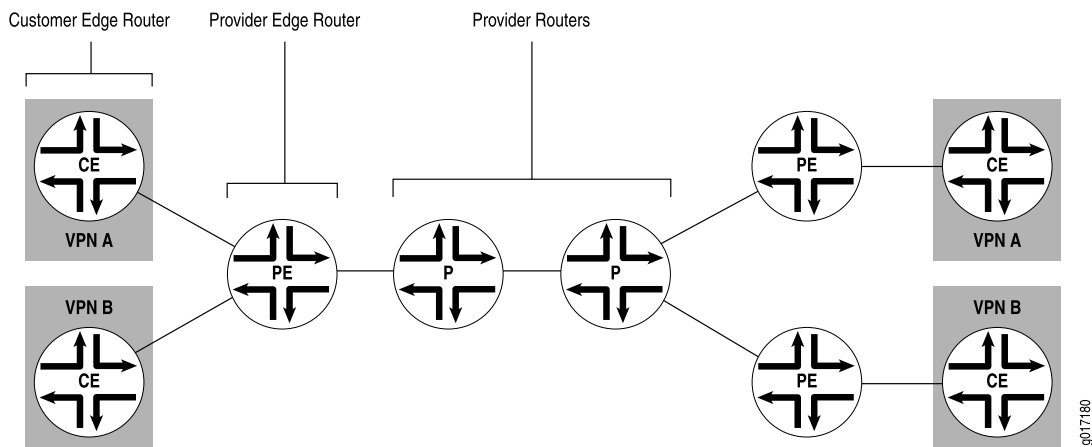 Customer Edge Router
Provider Edge Router
Provider Routers
CE
VPN A
PE
CE
VPN A
PE
P
P
VPN B
CE
PE
VPN B
CE
g017180